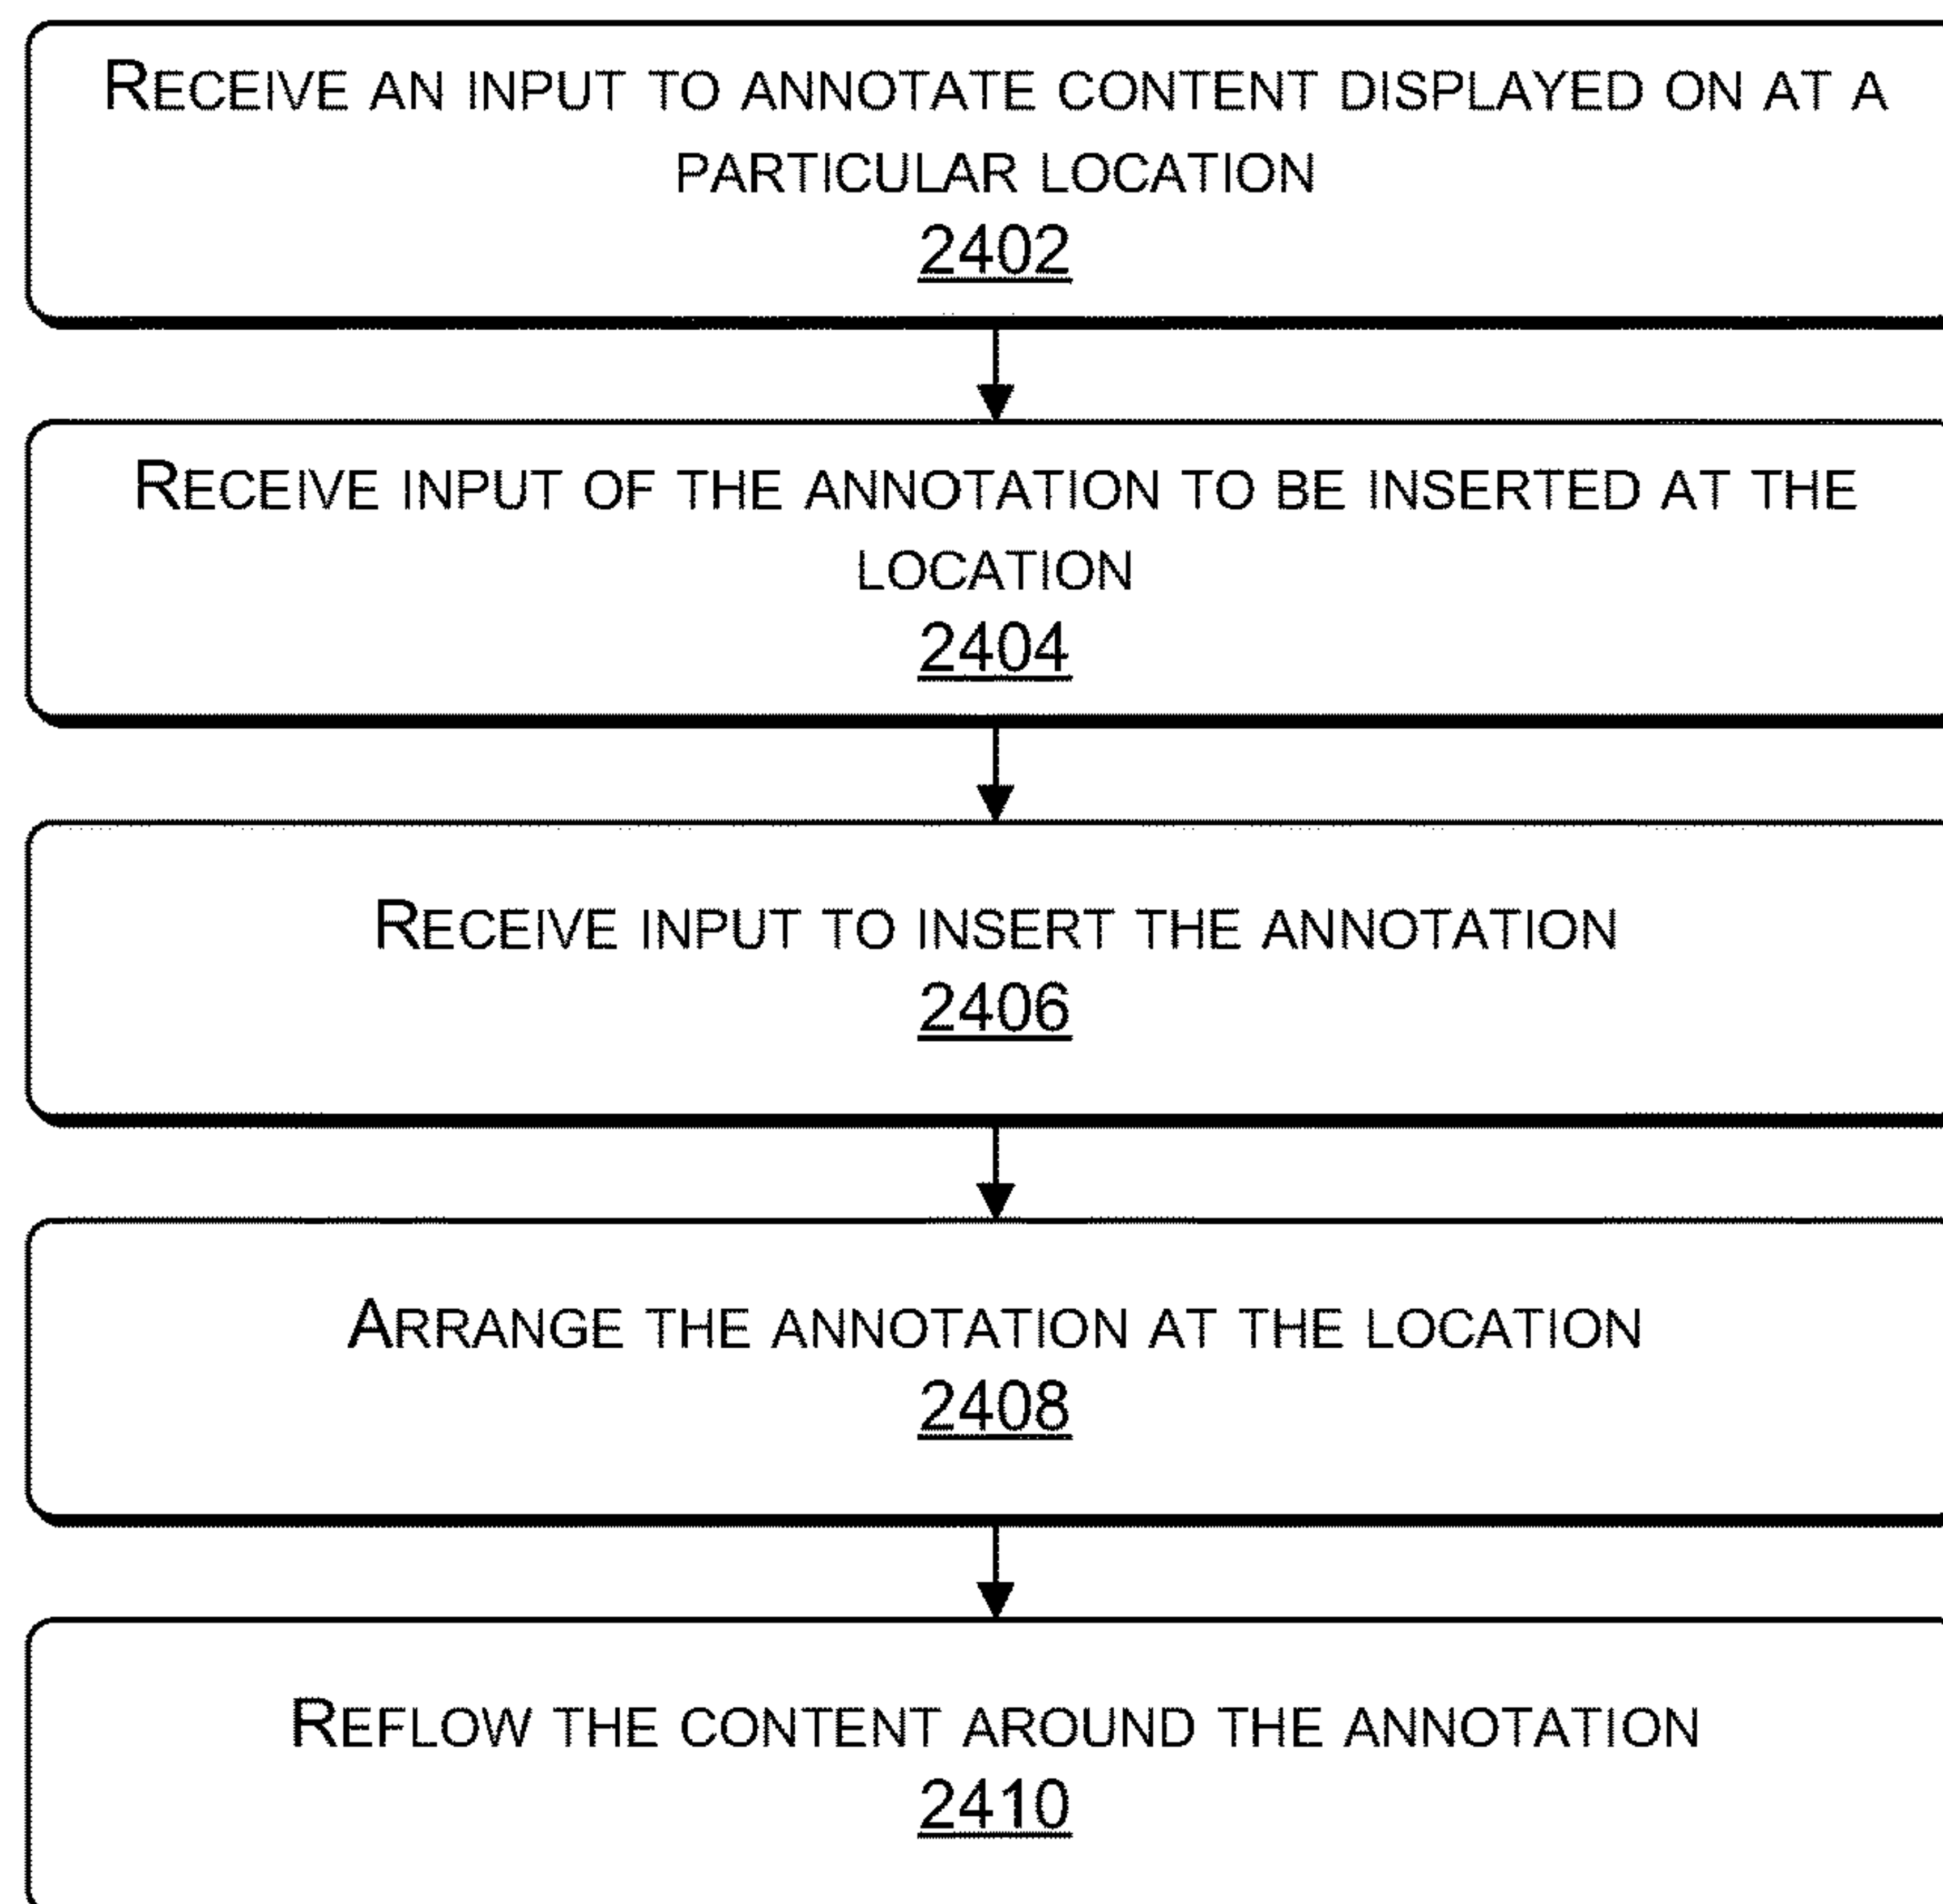 RECEIVE AN INPUT TO ANNOTATE CONTENT DISPLAYED ON AT A
PARTICULAR LOCATION
2402
RECEIVE INPUT OF THE ANNOTATION TO BE INSERTED AT THE
LOCATION
2404
RECEIVE INPUT TO INSERT THE ANNOTATION
2406
ARRANGE THE ANNOTATION AT THE LOCATION
2408
REFLOW THE CONTENT AROUND THE ANNOTATION
2410